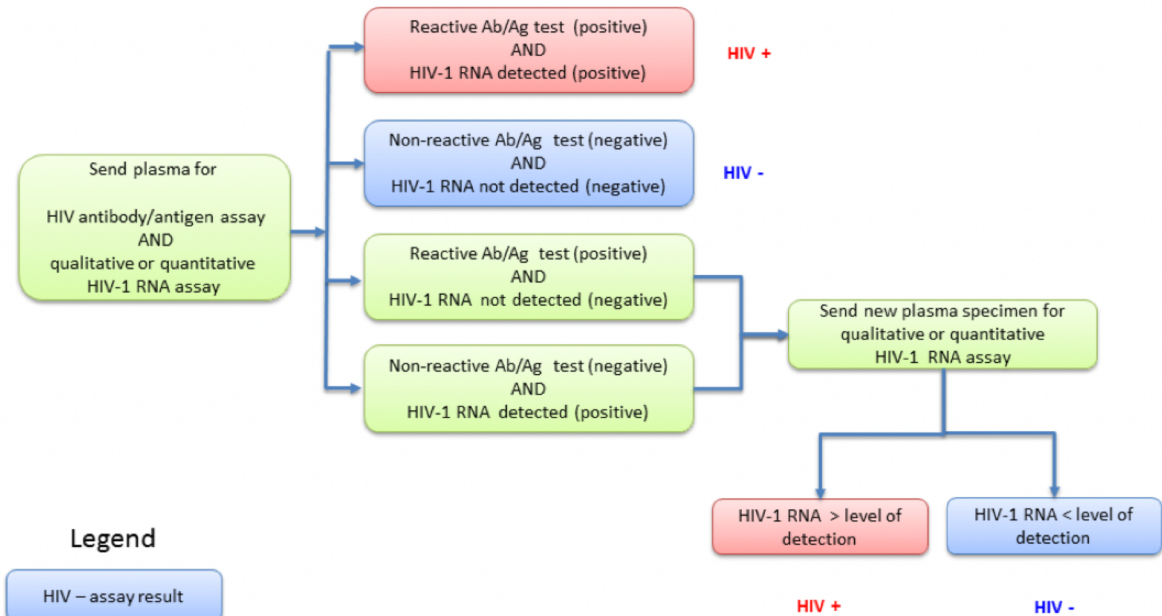 Send plasma for
HIV antibody/antigen assay
AND
qualitative or quantitative
HIV-1 RNA assay
Reactive Ab/Ag test (positive)
AND
HIV-1 RNA detected (positive)
HIV +
Non-reactive Ab/Ag test (negative)
AND
HIV-1 RNA not detected (negative)
HIV -
Reactive Ab/Ag test (positive)
AND
HIV-1 RNA not detected (negative)
Non-reactive Ab/Ag test (negative)
AND
HIV-1 RNA detected (positive)
Send new plasma specimen for
qualitative or quantitative
HIV-1 RNA assay
HIV-1 RNA > level of
detection
HIV +
HIV-1 RNA < level of
detection
HIV -
Legend
HIV – assay result